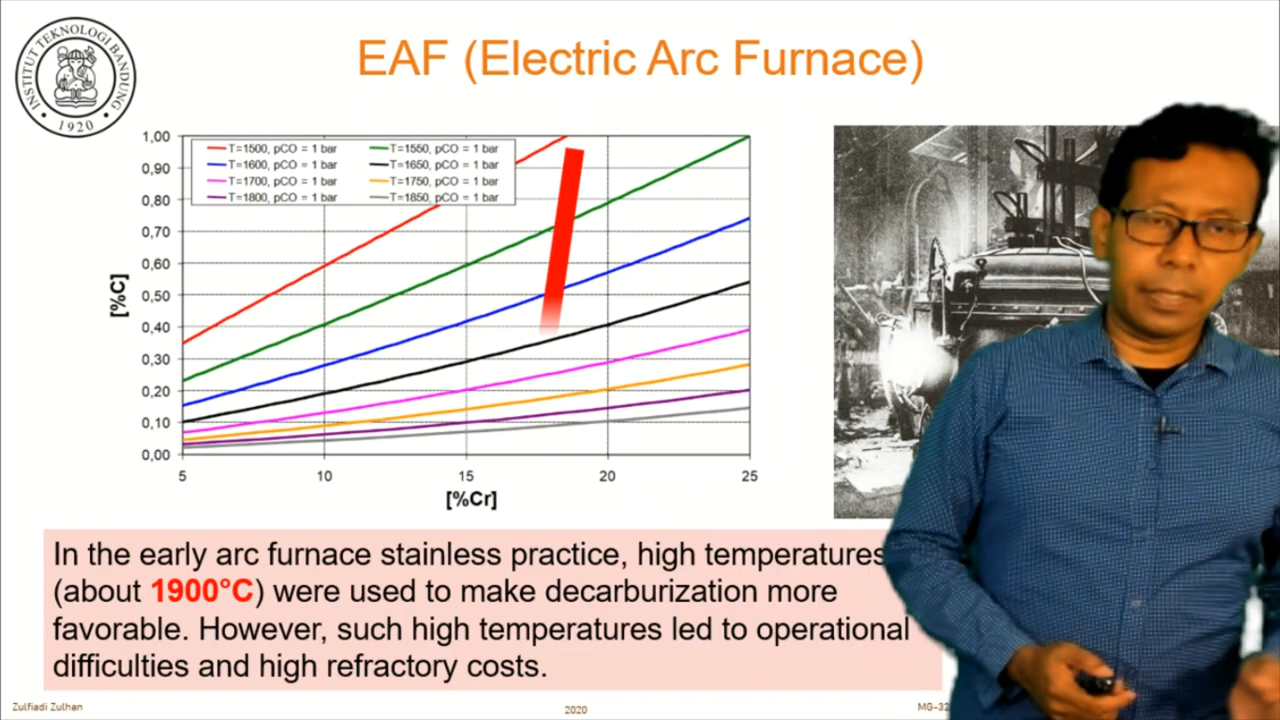 INSTITUT TEKNOLOGI BANDUNG
1920
EAF (Electric Arc Furnace)
T=1500, pCO = 1 bar
T=1550, pCO = 1 bar
T=1600, pCO = 1 bar
T=1650, pCO = 1 bar
T=1700, pCO = 1 bar
T=1750, pCO = 1 bar
T=1800, pCO = 1 bar
T=1850, pCO = 1 bar
1,00
0,90
0,80
0,70
0,60
0,50
0,40
0,30
0,20
0,10
0,00
[%C]
5 10 15 20 25
[%Cr]
In the early arc furnace stainless practice, high temperatures
(about 1900°C) were used to make decarburization more
favorable. However, such high temperatures led to operational
difficulties and high refractory costs.
Zulfiadi Zulhan
2020
MG-32